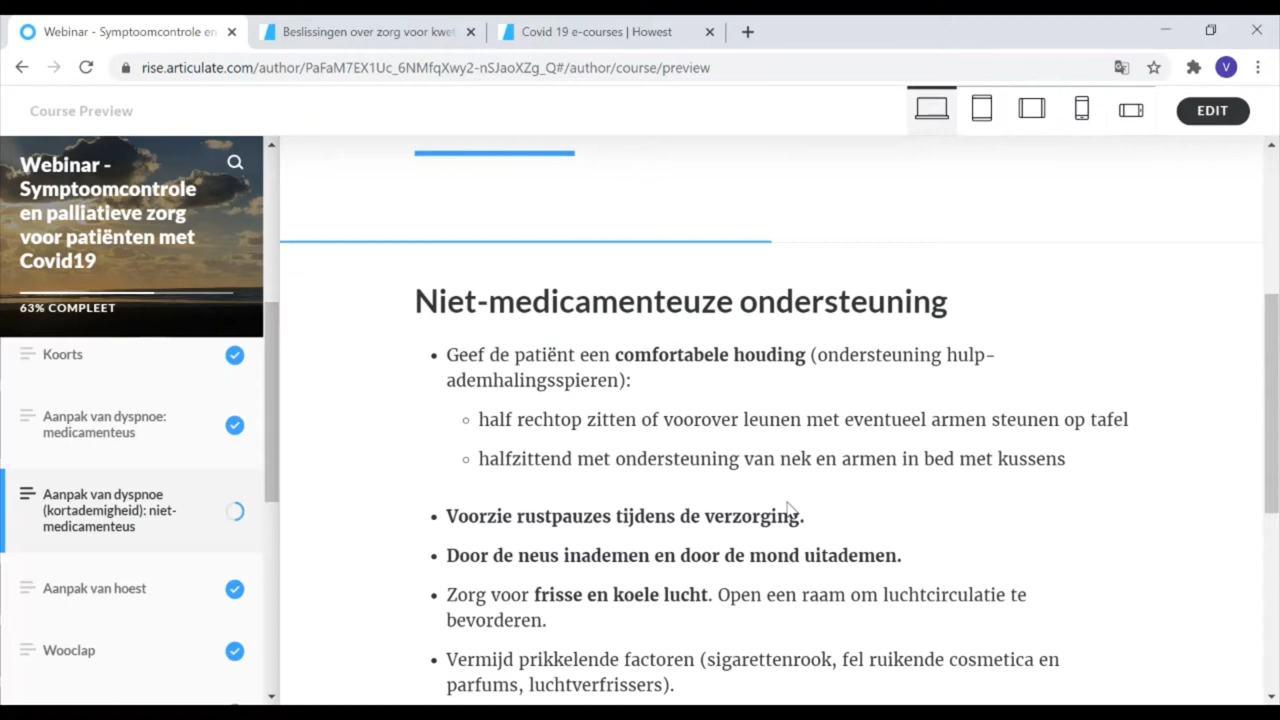 Webinar - Symptoomcontrole en
Beslissingen over zorg voor kwet
Covid 19 e-courses | Howest
rise.articulate.com/author/PaFaM7EX1Uc_6NMfqXwy2-nSJaoXZg_Q#/author/course/preview
V
Course Preview
EDIT
Webinar -
Symptoomcontrole
en palliatieve zorg
voor patiënten met
Covid19
63% COMPLEET
Koorts
Aanpak van dyspnoe:
medicamenteus
Aanpak van dyspnoe
(kortademigheid): niet-
medicamenteus
Aanpak van hoest
Wooclap
Niet-medicamenteuze ondersteuning
• Geef de patiënt een comfortabele houding (ondersteuning hulp-
ademhalingsspieren):
◦ half rechtop zitten of voorover leunen met eventueel armen steunen op tafel
◦ halfzittend met ondersteuning van nek en armen in bed met kussens
• Voorzie rustpauzes tijdens de verzorging.
• Door de neus inademen en door de mond uitademen.
• Zorg voor frisse en koele lucht. Open een raam om luchtcirculatie te
bevorderen.
• Vermijd prikkelende factoren (sigarettenrook, fel ruikende cosmetica en
parfums, luchtverfrissers).